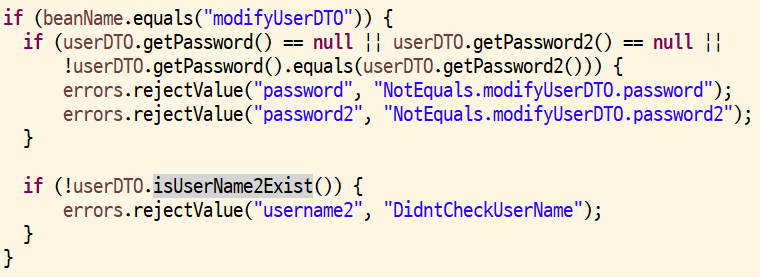 if (beanName.equals("modifyUserDTO")) {
if (userDTO.getPassword() == null || userDTO.getPassword2() == null ||
!userDTO.getPassword().equals(userDTO.getPassword2())) {
errors.rejectValue("password", "NotEquals.modifyUserDTO.password");
errors.rejectValue("password2", "NotEquals.modifyUserDTO.password2");
}
if (!userDTO.isUserName2Exist()) {
errors.rejectValue("username2", "DidntCheckUserName");
}
}